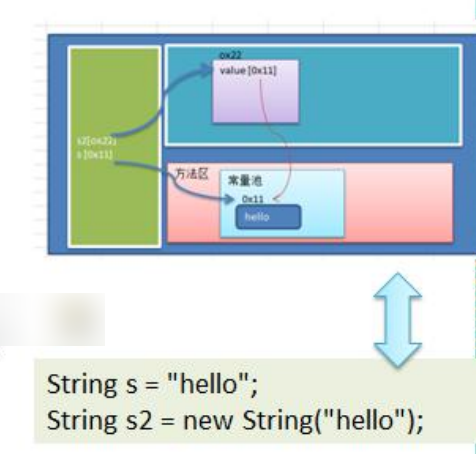 ox22
value [0x11]
s2[ox22]
s [0x11]
方法区
常量池
0x11
hello
String s = "hello";
String s2 = new String("hello");